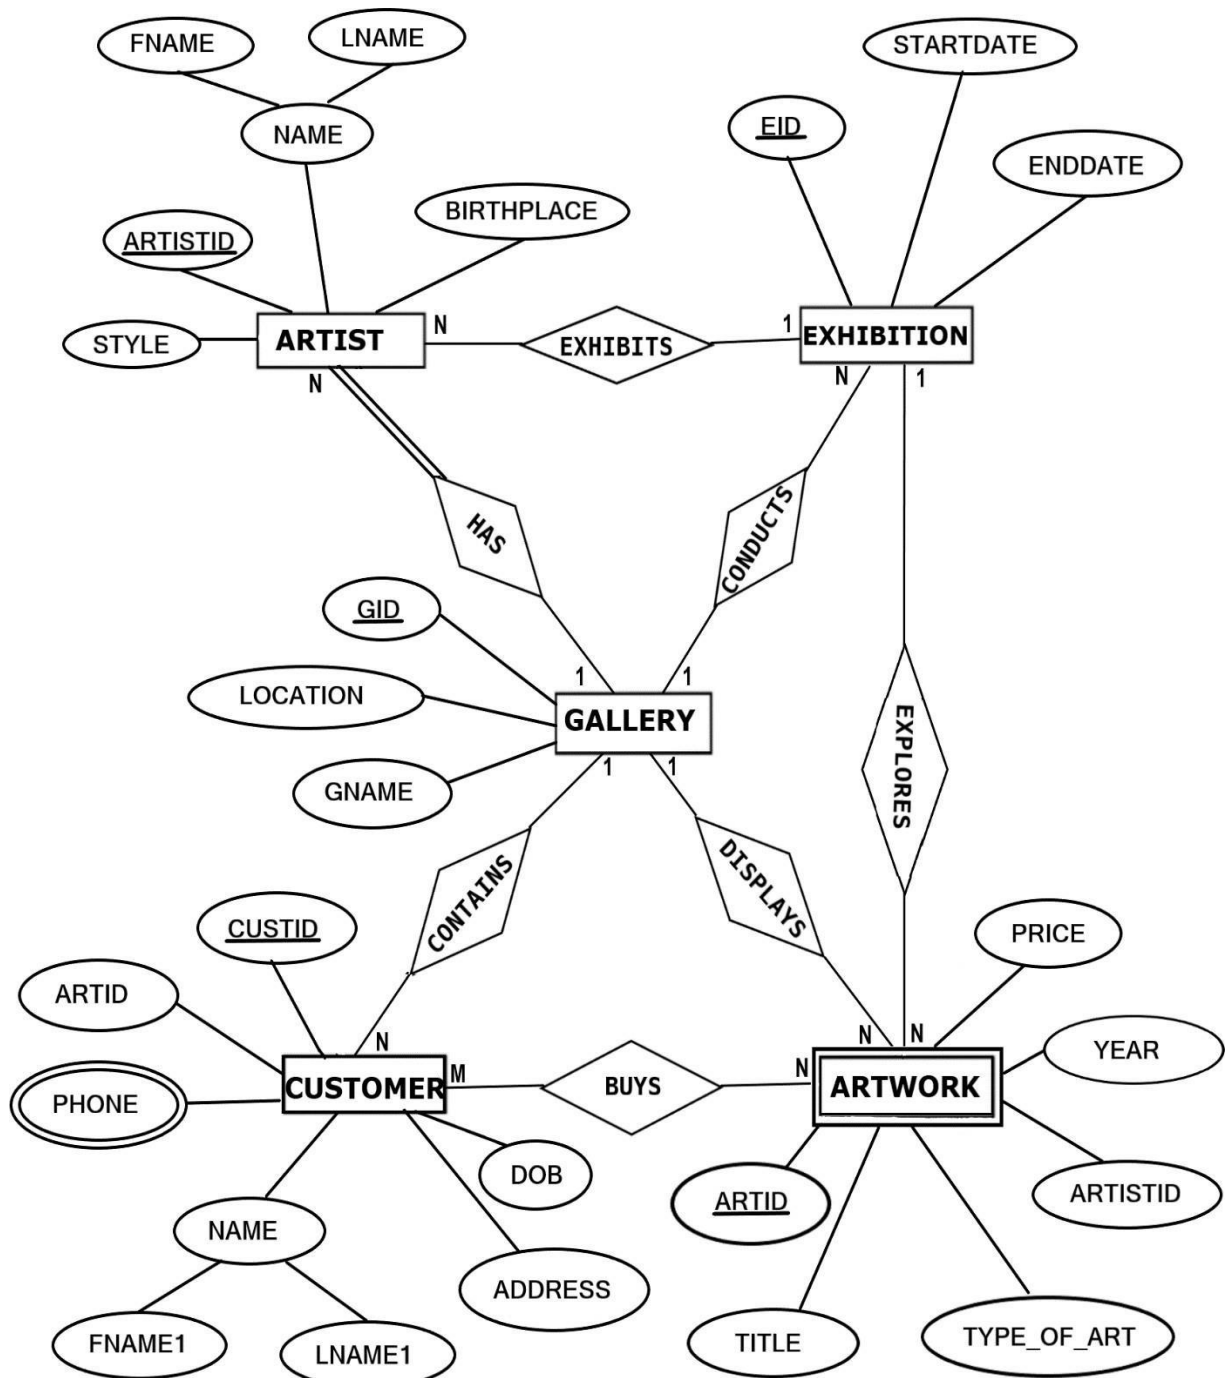 FNAME
LNAME
STARTDATE
NAME
EID
ENDDATE
ARTISTID
BIRTHPLACE
STYLE
ARTIST
N
EXHIBITS
1
EXHIBITION
N
N
1
HAS
CONDUCTS
GID
LOCATION
1
1
GALLERY
GNAME
1
1
EXPLORES
CONTAINS
DISPLAYS
CUSTID
PRICE
ARTID
N
N
N
YEAR
CUSTOMER
M
BUYS
N
ARTWORK
PHONE
DOB
ARTID
ARTISTID
NAME
ADDRESS
FNAME1
LNAME1
TITLE
TYPE_OF_ART